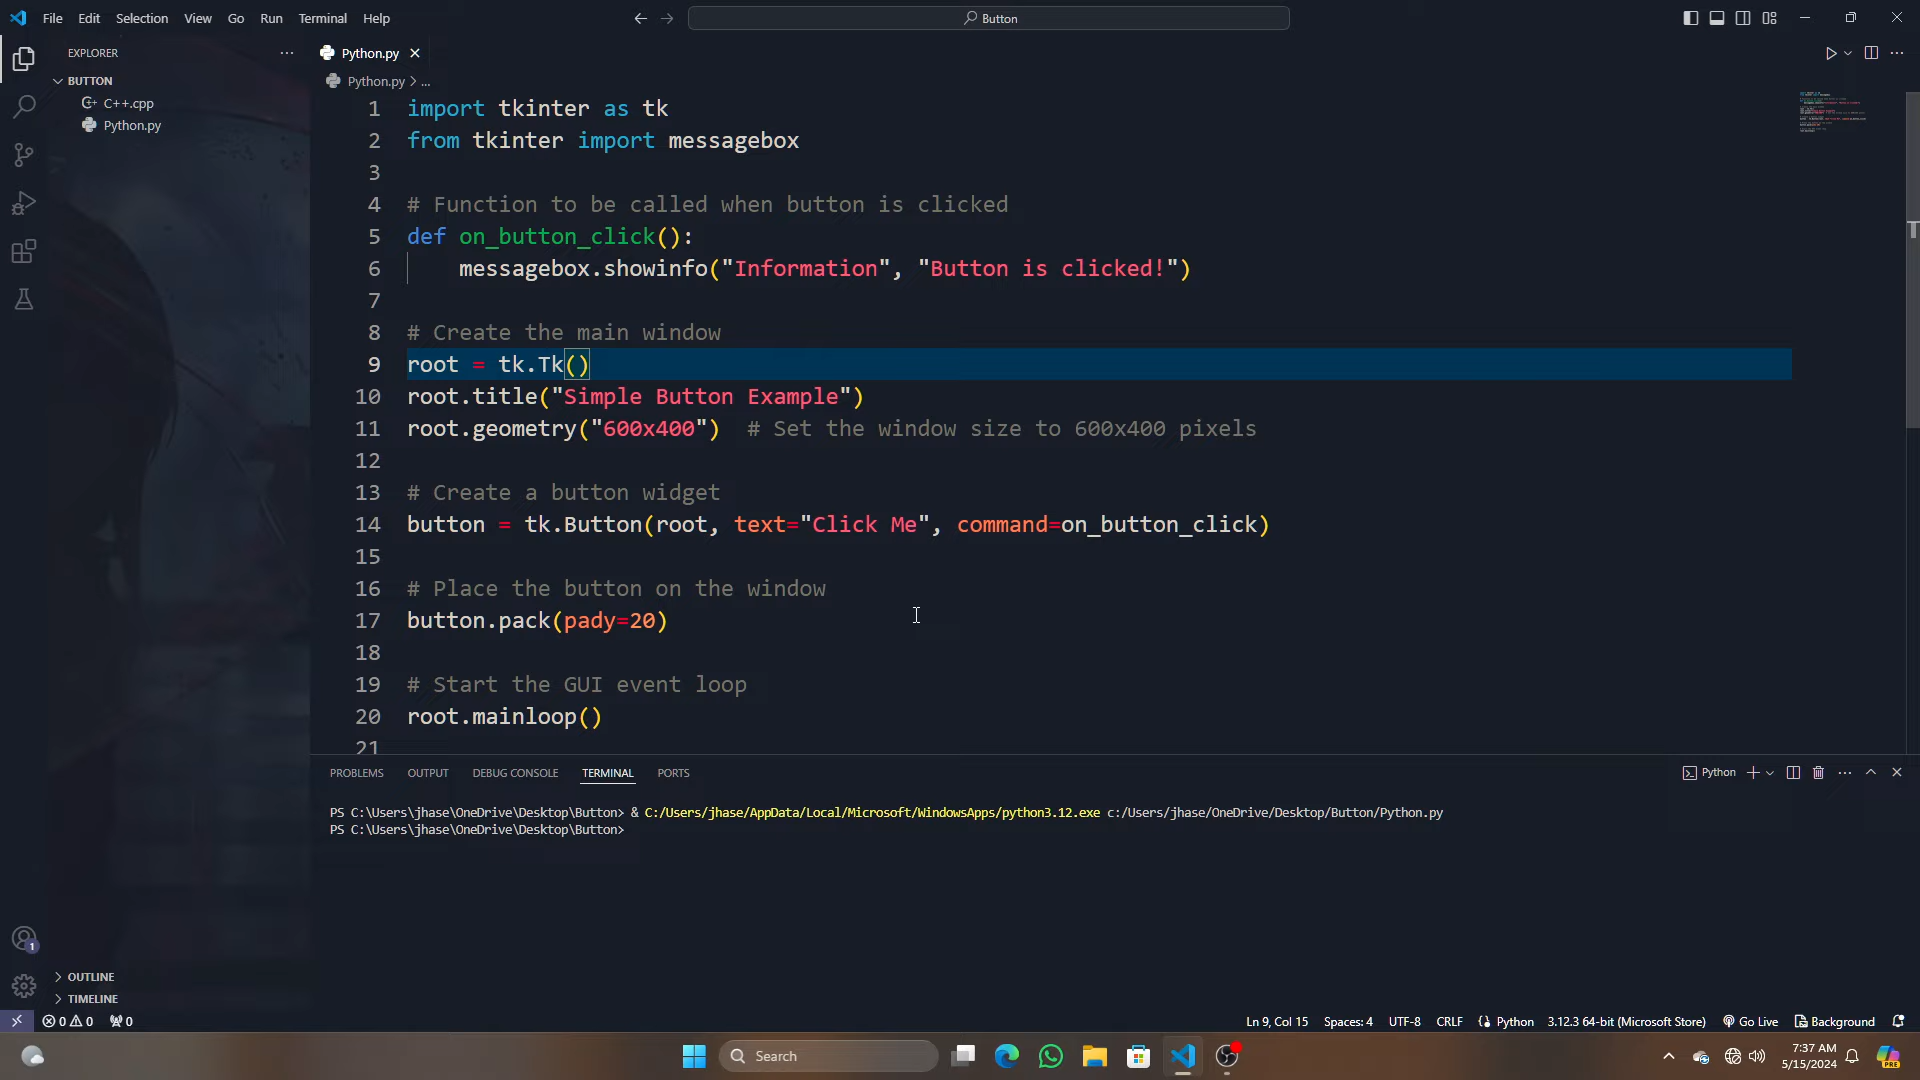 File Edit Selection View Go Run Terminal Help
Button
EXPLORER
BUTTON
C++.cpp
Python.py
OUTLINE
TIMELINE
Python.py
Python.py > ...
1 import tkinter as tk
2 from tkinter import messagebox
3
4 # Function to be called when button is clicked
5 def on_button_click():
6 messagebox.showinfo("Information", "Button is clicked!")
7
8 # Create the main window
9 root = tk.Tk()
10 root.title("Simple Button Example")
11 root.geometry("600x400") # Set the window size to 600x400 pixels
12
13 # Create a button widget
14 button = tk.Button(root, text="Click Me", command=on_button_click)
15
16 # Place the button on the window
17 button.pack(pady=20)
18
19 # Start the GUI event loop
20 root.mainloop()
21
PROBLEMS OUTPUT DEBUG CONSOLE TERMINAL PORTS
Python
PS C:\Users\jhase\OneDrive\Desktop\Button> & C:/Users/jhase/AppData/Local/Microsoft/WindowsApps/python3.12.exe c:/Users/jhase/OneDrive/Desktop/Button/Python.py
PS C:\Users\jhase\OneDrive\Desktop\Button>
1
0 0 0
Ln 9, Col 15 Spaces: 4 UTF-8 CRLF Python 3.12.3 64-bit (Microsoft Store) Go Live Background
Search
7:37 AM
5/15/2024
PRE